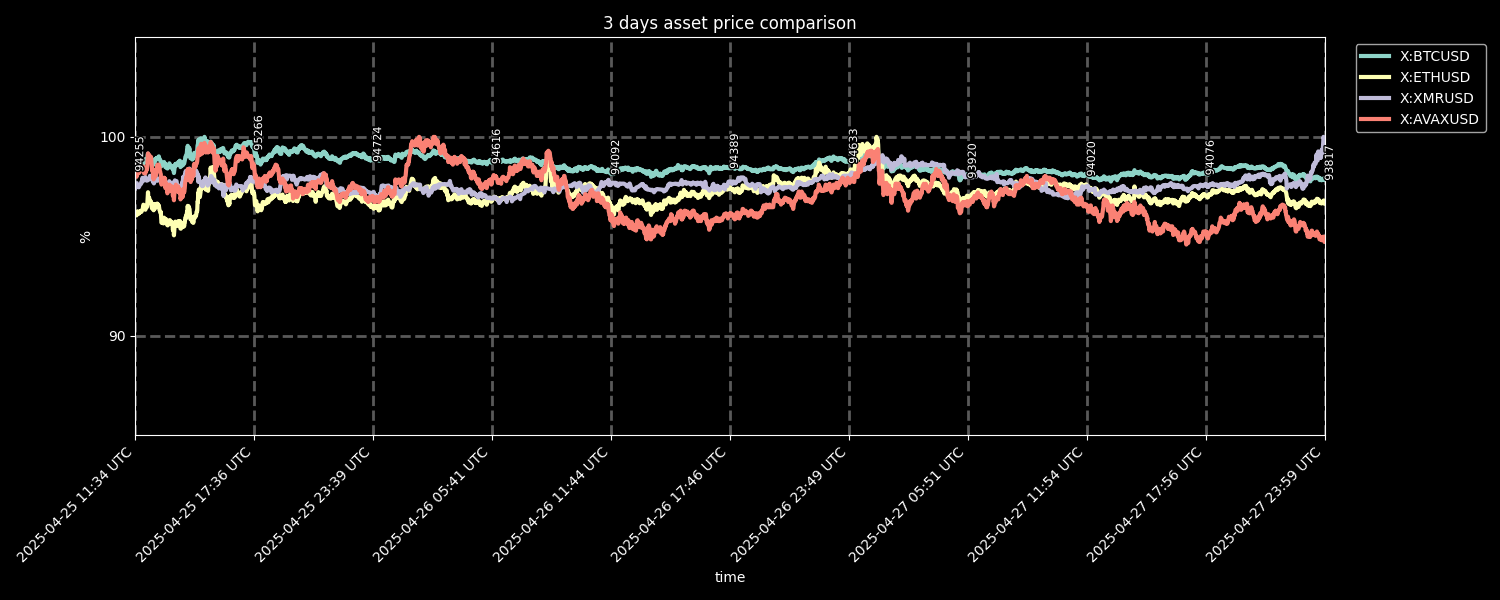 3 days asset price comparison
X:BTCUSD
X:ETHUSD
X:XMRUSD
X:AVAXUSD
100
90
%
94255
95266
94724
94616
94092
94389
94633
93920
94020
94076
93817
2025-04-25 11:34 UTC
2025-04-25 17:36 UTC
2025-04-25 23:39 UTC
2025-04-26 05:41 UTC
2025-04-26 11:44 UTC
2025-04-26 17:46 UTC
2025-04-26 23:49 UTC
2025-04-27 05:51 UTC
2025-04-27 11:54 UTC
2025-04-27 17:56 UTC
2025-04-27 23:59 UTC
time